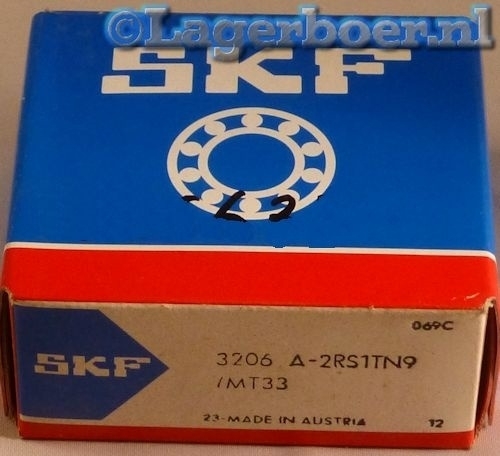 ©Lagerboer.nl
SKF
069C
SKF
3206 A-2RS1TN9
/MT33
23-MADE IN AUSTRIA 12